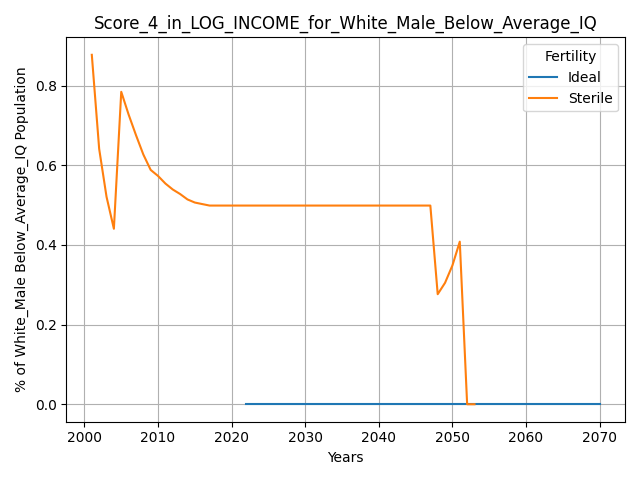 Score_4_in_LOG_INCOME_for_White_Male_Below_Average_IQ
% of White_Male Below_Average_IQ Population
0.8
0.6
0.4
0.2
0.0
Fertility
Ideal
Sterile
2000 2010 2020 2030 2040 2050 2060 2070
Years